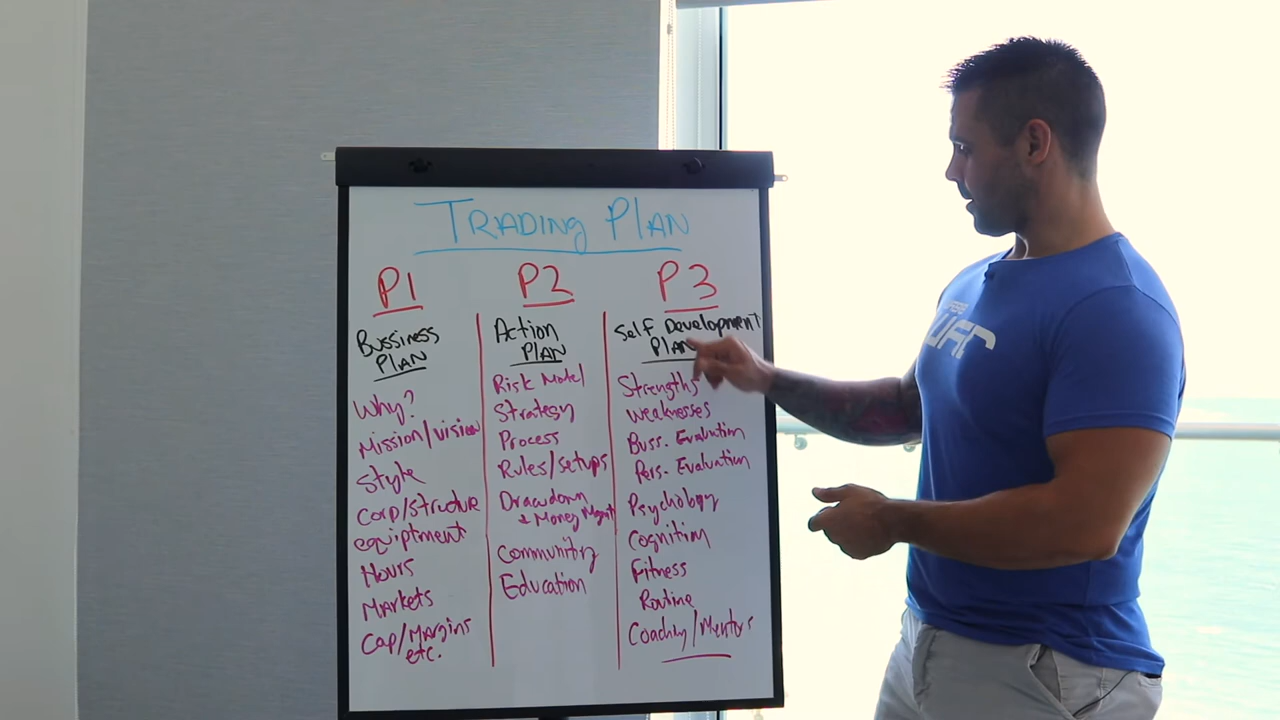 TRADING PLAN
P1
BUSSINESS
PLAN
Why?
Mission/vision
Style
Corp/structure
equiptment
Hours
Markets
Cap/Margins
etc.
P2
Action
PLAN
Risk Model
Strategy
Process
Rules/setups
Drawdown
& Money Mgmt
Community
Education
P3
Self Development
PLAN
Strengths
Weaknesses
Buss. Evaluation
Pers. Evaluation
Psychology
Cognition
Fitness
Routine
Coaching/Mentors